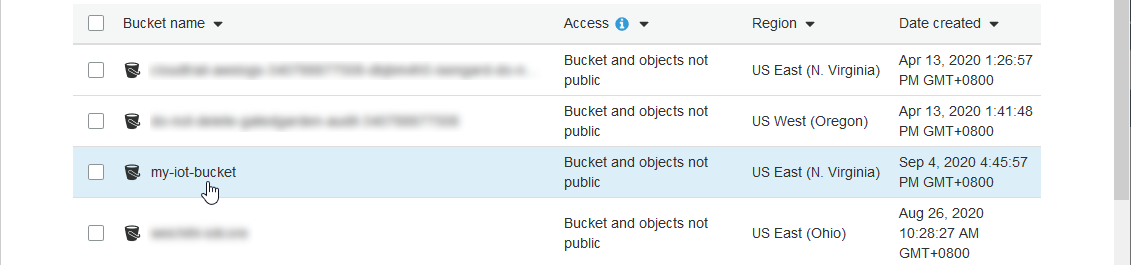 Bucket name Access Region Date created
Bucket and objects not public US East (N. Virginia) Apr 13, 2020 1:26:57 PM GMT+0800
Bucket and objects not public US West (Oregon) Apr 13, 2020 1:41:48 PM GMT+0800
my-iot-bucket Bucket and objects not public US East (N. Virginia) Sep 4, 2020 4:45:57 PM GMT+0800
Bucket and objects not public US East (Ohio) Aug 26, 2020 10:28:27 AM GMT+0800